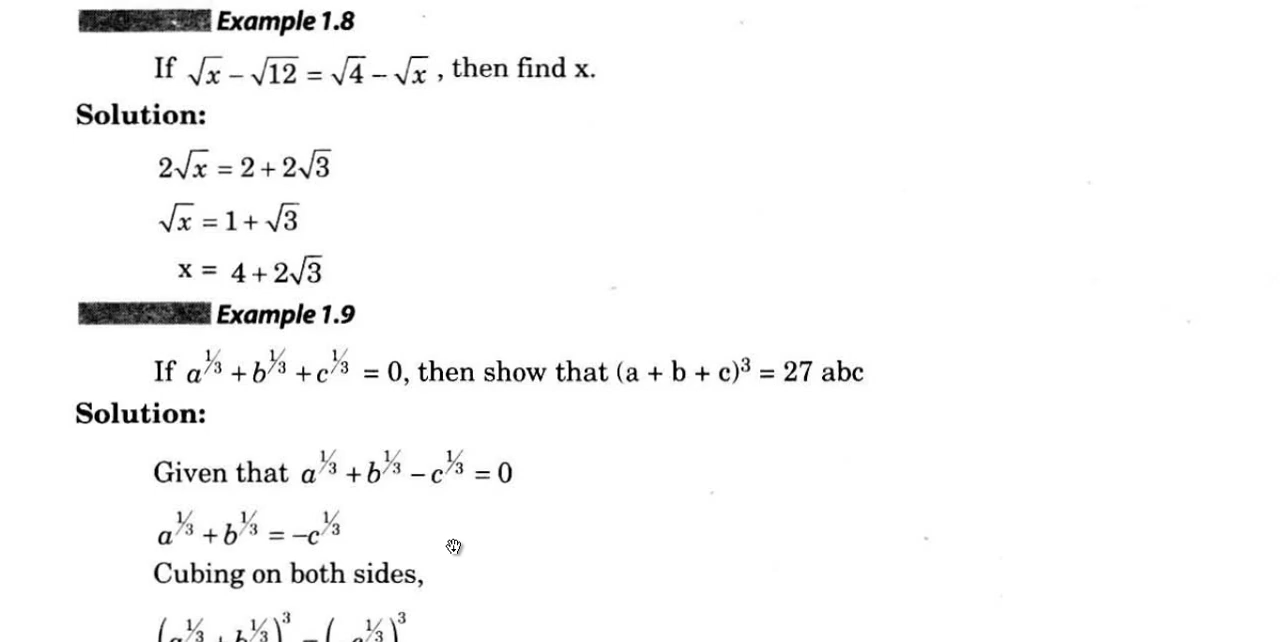 Example 1.8
If √x – √12 = √4 – √x , then find x.
Solution:
2√x = 2 + 2√3
√x = 1 + √3
x = 4 + 2√3
Example 1.9
If a^(1/3) + b^(1/3) + c^(1/3) = 0, then show that (a + b + c)³ = 27 abc
Solution:
Given that a^(1/3) + b^(1/3) – c^(1/3) = 0
a^(1/3) + b^(1/3) = –c^(1/3)
Cubing on both sides,